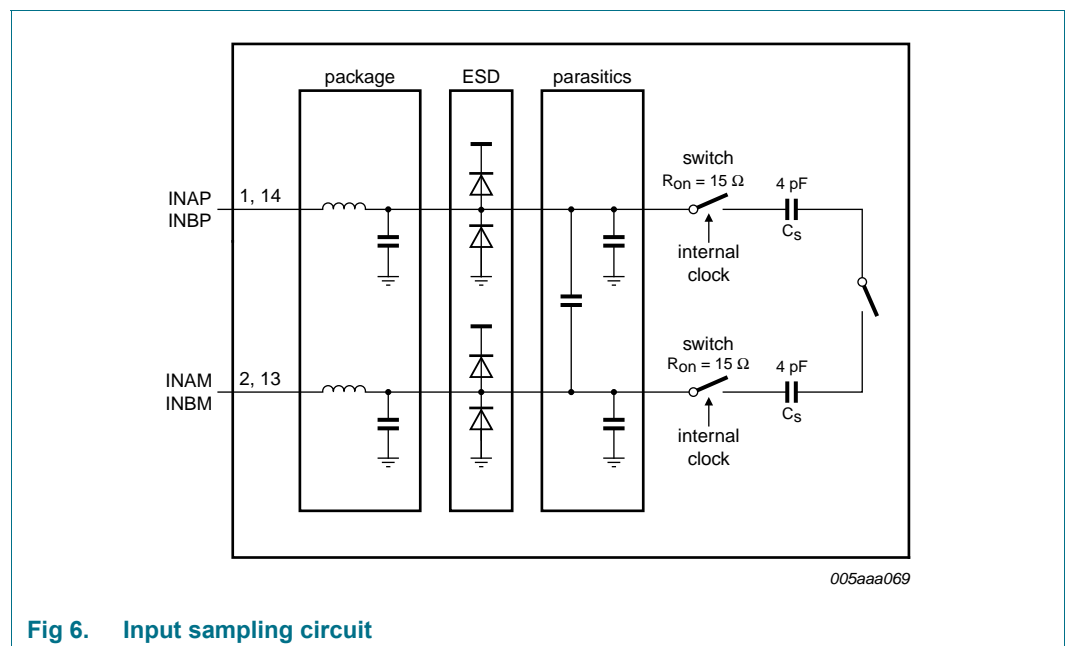 package ESD parasitics
switch
Ron = 15 Ω 4 pF
INAP 1, 14
INBP
Cs
internal
clock
switch
Ron = 15 Ω 4 pF
INAM 2, 13
INBM
Cs
internal
clock
005aaa069
Fig 6. Input sampling circuit